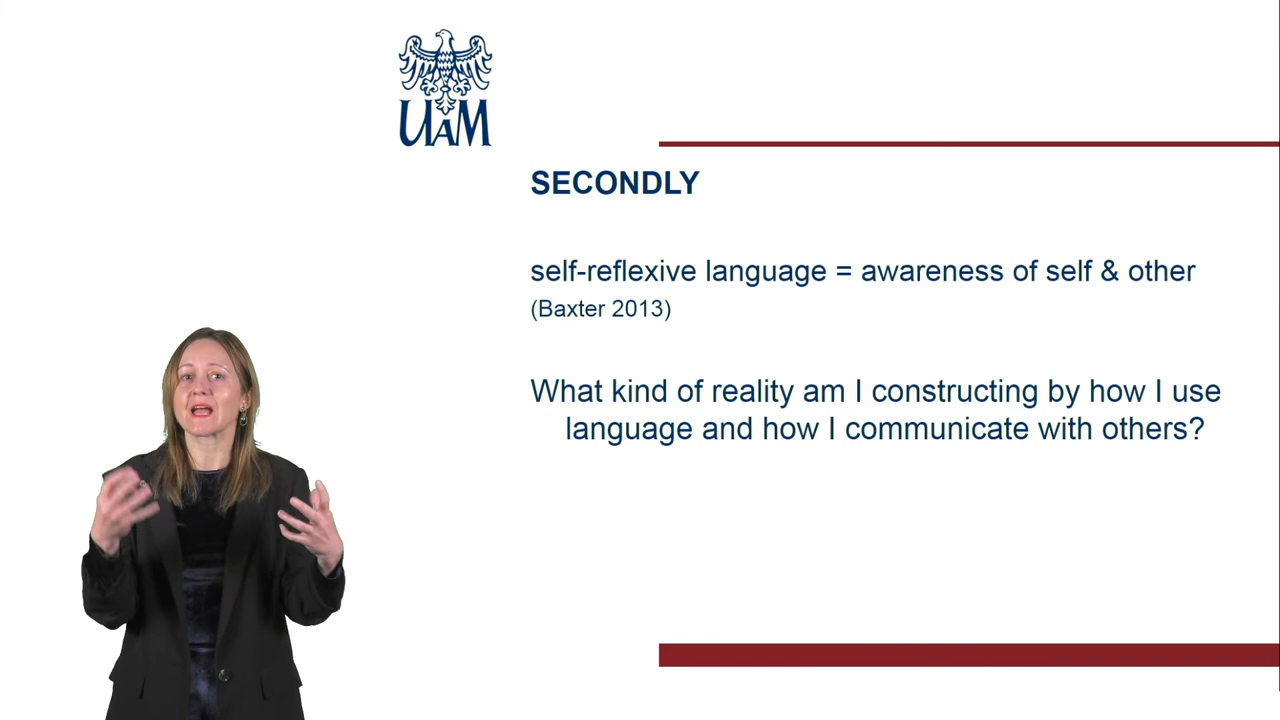 UAM
SECONDLY
self-reflexive language = awareness of self & other
(Baxter 2013)
What kind of reality am I constructing by how I use
language and how I communicate with others?